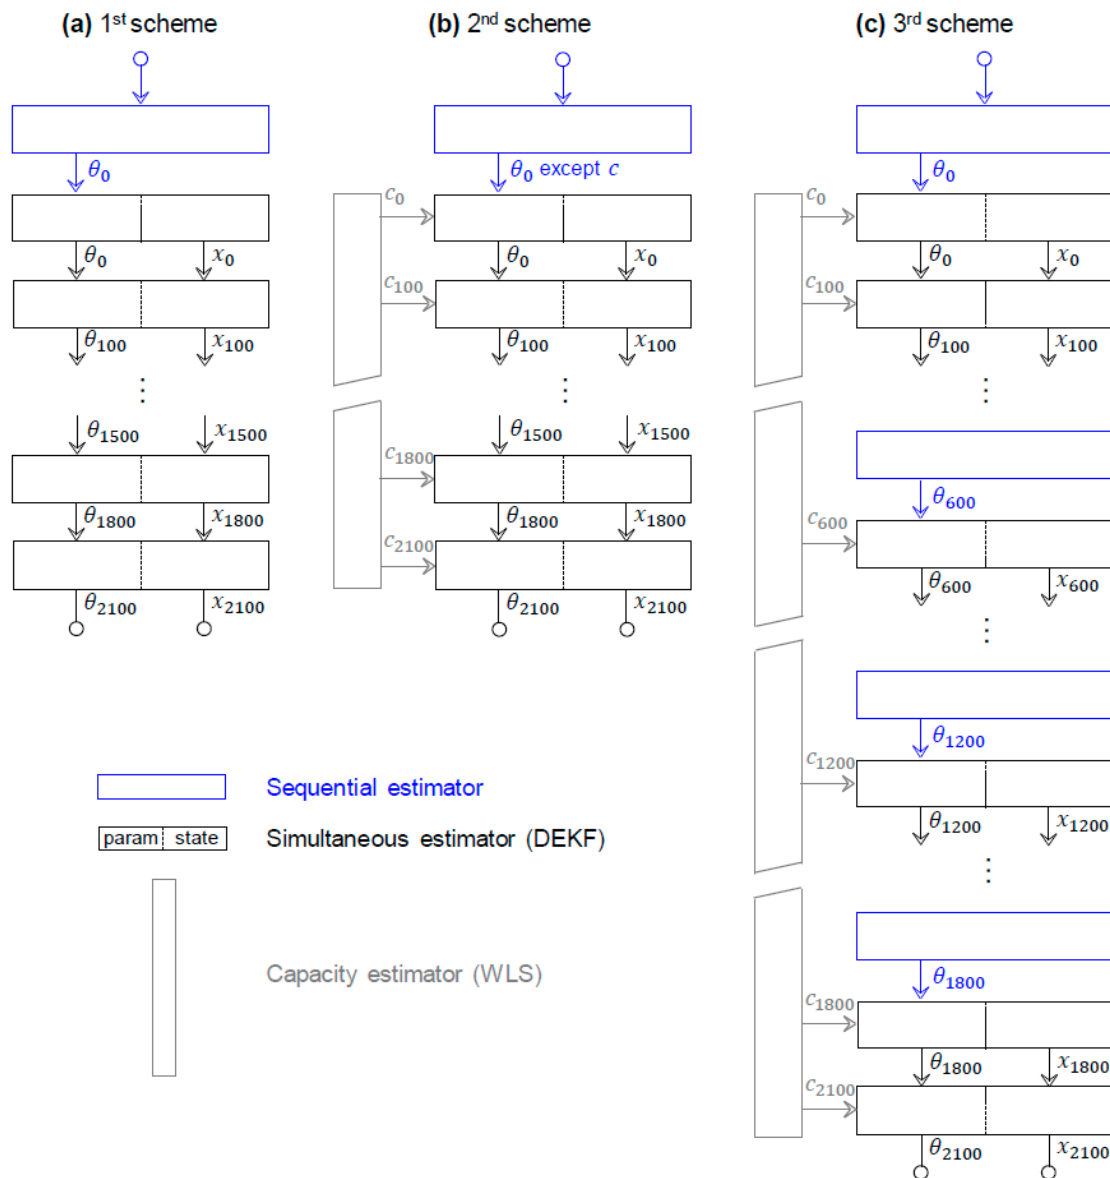 (a) 1st scheme
(b) 2nd scheme
(c) 3rd scheme
θ0
θ0 except c
θ0
c0
c0
θ0 x0
θ0 x0
θ0 x0
c100
c100
θ100 x100
θ100 x100
θ100 x100
⋮
⋮
⋮
θ1500 x1500
θ1500 x1500
c1800
θ600
θ1800 x1800
θ1800 x1800
c600
c2100
θ600 x600
θ2100 x2100
θ2100 x2100
⋮
θ1200
c1200
Sequential estimator
param state Simultaneous estimator (DEKF)
θ1200 x1200
⋮
Capacity estimator (WLS)
θ1800
c1800
θ1800 x1800
c2100
θ2100 x2100